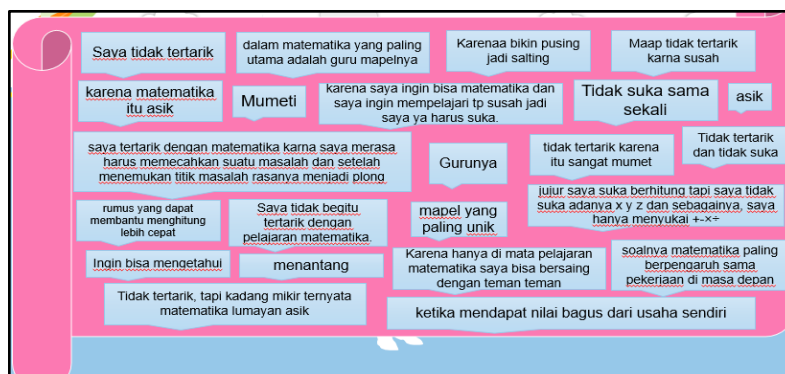 Saya tidak tertarik
dalam matematika yang paling
utama adalah guru mapelnya
Karenaa bikin pusing
jadi salting
Maap tidak tertarik
karna susah
karena matematika
itu asik
Mumeti
karena saya ingin bisa matematika dan
saya ingin mempelajari tp susah jadi
saya ya harus suka.
Tidak suka sama
sekali
asik
saya tertarik dengan matematika karna saya merasa
harus memecahkan suatu masalah dan setelah
menemukan titik masalah rasanya menjadi plong
Gurunya
tidak tertarik karena
itu sangat mumet
Tidak tertarik
dan tidak suka
rumus yang dapat
membantu menghitung
lebih cepat
Saya tidak begitu
tertarik dengan
pelajaran matematika.
mapel yang
paling unik
jujur saya suka berhitung tapi saya tidak
suka adanya x y z dan sebagainya, saya
hanya menyukai +-×÷
Ingin bisa mengetahui
menantang
Karena hanya di mata pelajaran
matematika saya bisa bersaing
dengan teman teman
soalnya matematika paling
berpengaruh sama
pekerjaan di masa depan
Tidak tertarik, tapi kadang mikir ternyata
matematika lumayan asik
ketika mendapat nilai bagus dari usaha sendiri